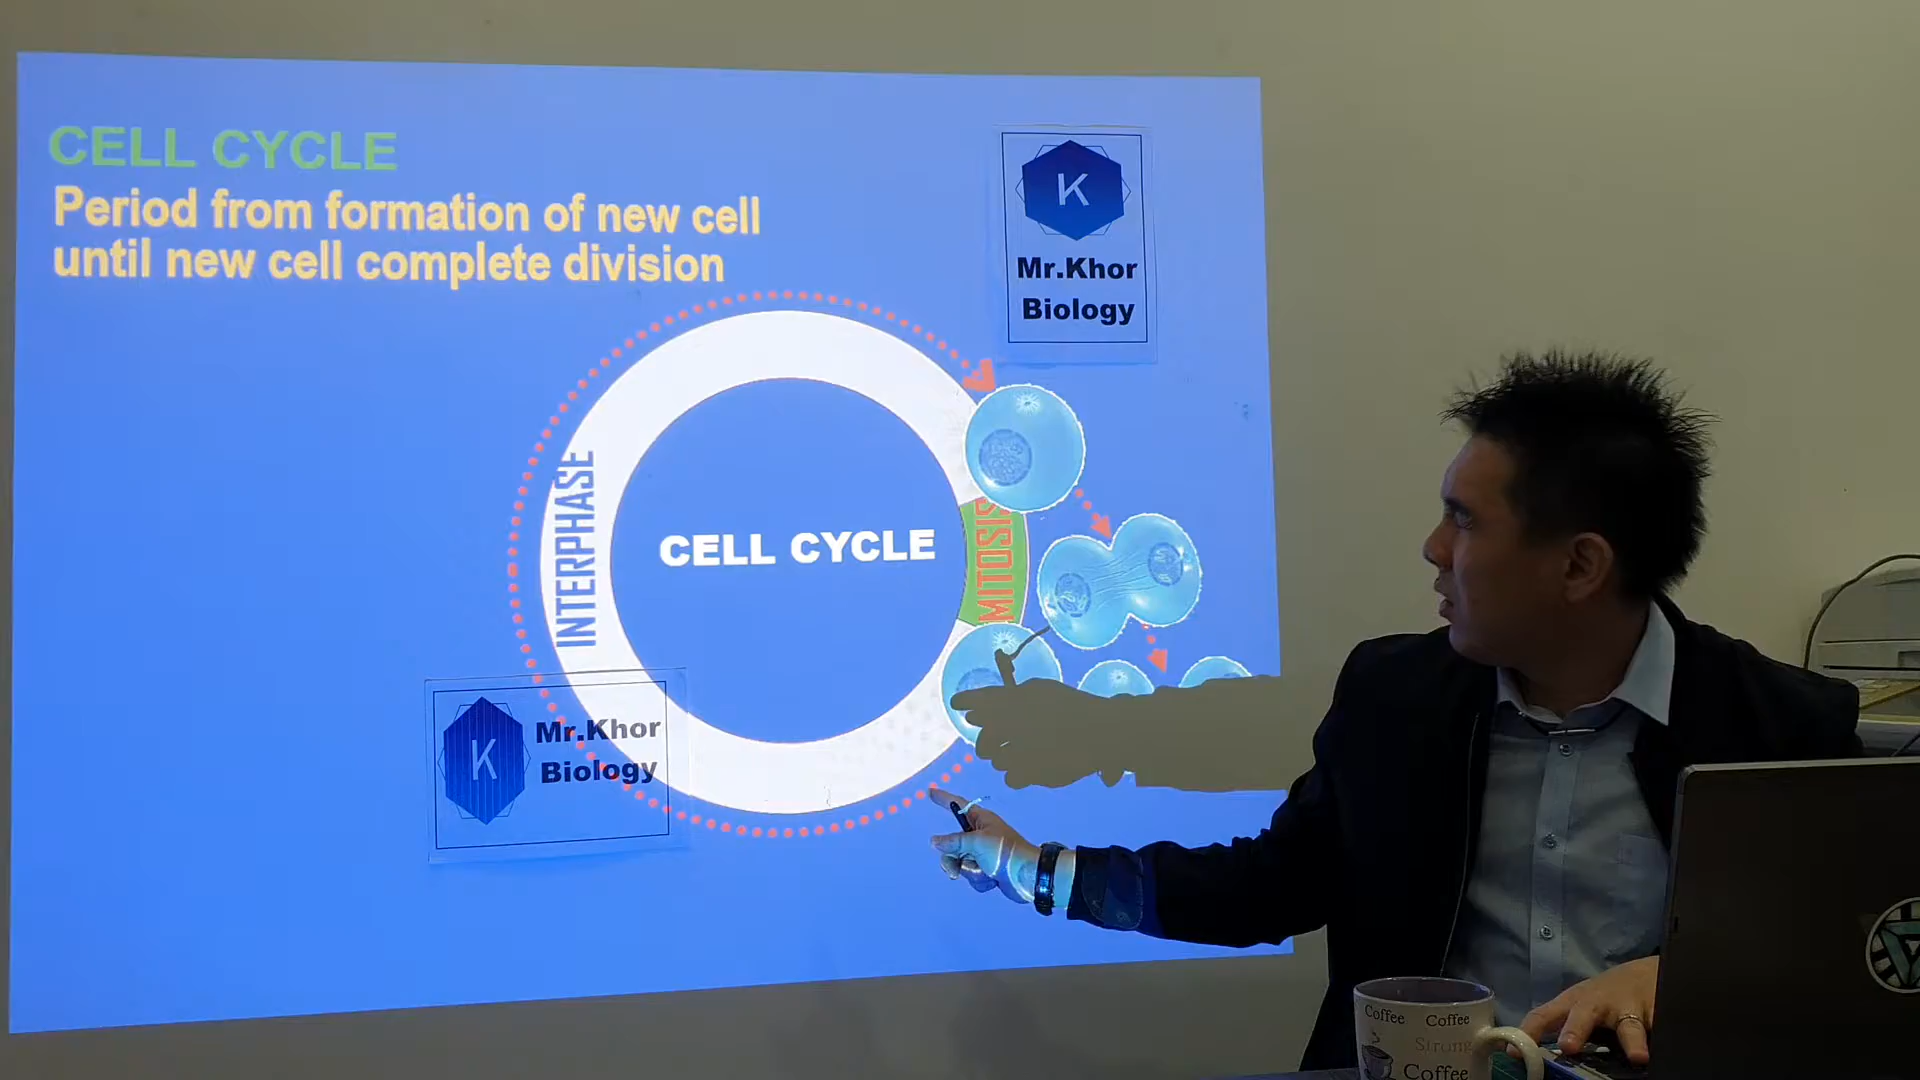 CELL CYCLE
Period from formation of new cell
until new cell complete division
K
Mr.Khor
Biology
INTERPHASE
CELL CYCLE
MITOSIS
K
Mr.Khor
Biology
Coffee Coffee
Strong
Coffee